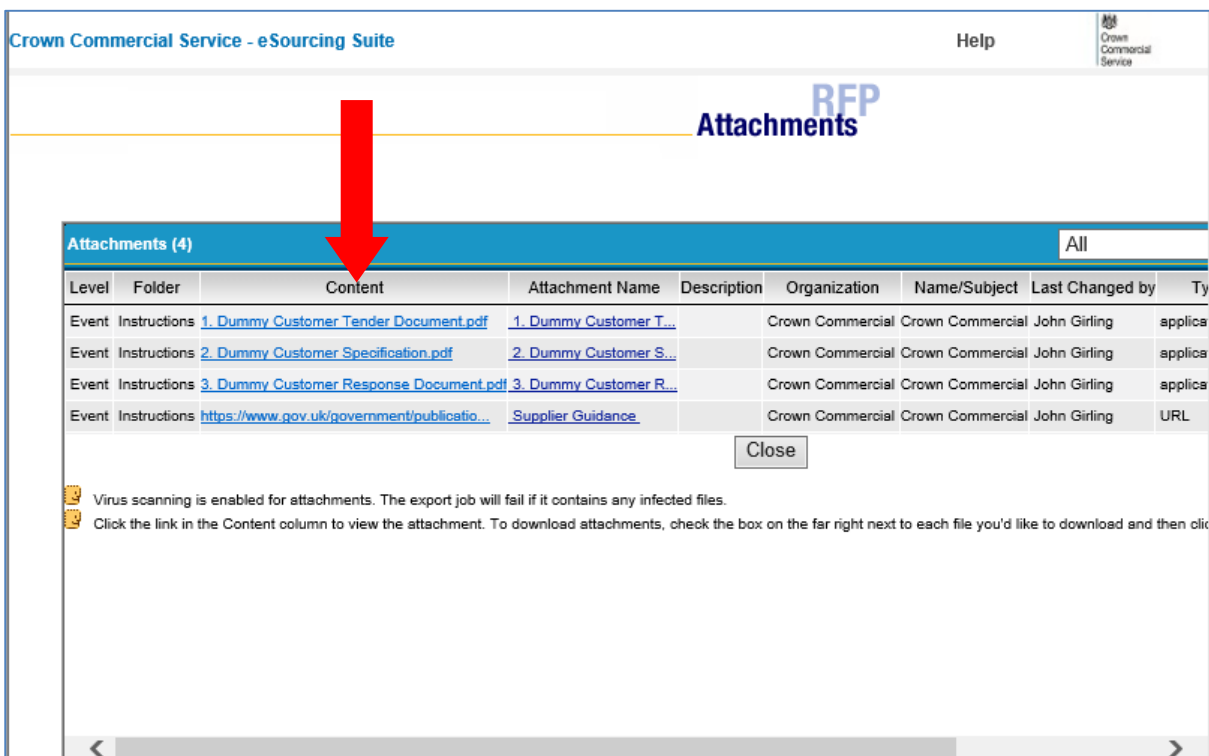 Crown Commercial Service - eSourcing Suite Help
Crown
Commercial
Service
RFP
Attachments
Attachments (4) All
Level Folder Content Attachment Name Description Organization Name/Subject Last Changed by Ty
Event Instructions 1. Dummy Customer Tender Document.pdf 1. Dummy Customer T... Crown Commercial Crown Commercial John Girling applica
Event Instructions 2. Dummy Customer Specification.pdf 2. Dummy Customer S... Crown Commercial Crown Commercial John Girling applica
Event Instructions 3. Dummy Customer Response Document.pdf 3. Dummy Customer R... Crown Commercial Crown Commercial John Girling applica
Event Instructions https://www.gov.uk/government/publicatio... Supplier Guidance Crown Commercial Crown Commercial John Girling URL
Close
Virus scanning is enabled for attachments. The export job will fail if it contains any infected files.
Click the link in the Content column to view the attachment. To download attachments, check the box on the far right next to each file you'd like to download and then clic